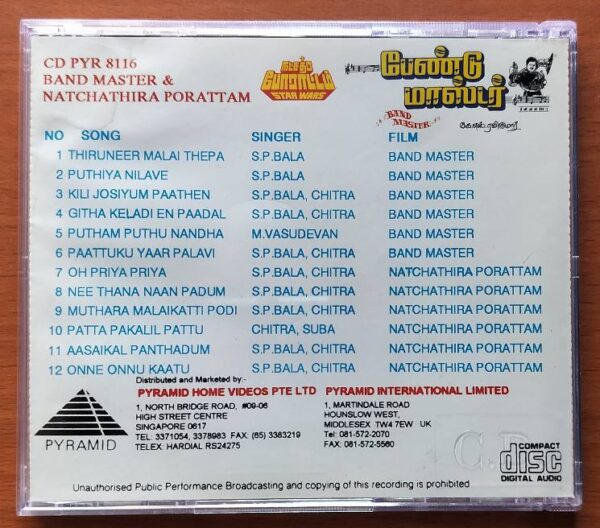 CD PYR 8116
BAND MASTER &
NATCHATHIRA PORATTAM
நட்சத்திர
போராட்டம்
STAR WARS
பேண்டு
மாஸ்டர்
BAND
MASTER
கே.எஸ்.ரவிகுமார்
NO SONG SINGER FILM
1 THIRUNEER MALAI THEPA S.P.BALA BAND MASTER
2 PUTHIYA NILAVE S.P.BALA BAND MASTER
3 KILI JOSIYUM PAATHEN S.P.BALA, CHITRA BAND MASTER
4 GITHA KELADI EN PAADAL S.P.BALA, CHITRA BAND MASTER
5 PUTHAM PUTHU NANDHA M.VASUDEVAN BAND MASTER
6 PAATTUKU YAAR PALAVI S.P.BALA, CHITRA BAND MASTER
7 OH PRIYA PRIYA S.P.BALA, CHITRA NATCHATHIRA PORATTAM
8 NEE THANA NAAN PADUM S.P.BALA, CHITRA NATCHATHIRA PORATTAM
9 MUTHARA MALAIKATTI PODI S.P.BALA, CHITRA NATCHATHIRA PORATTAM
10 PATTA PAKALIL PATTU CHITRA, SUBA NATCHATHIRA PORATTAM
11 AASAIKAL PANTHADUM S.P.BALA, CHITRA NATCHATHIRA PORATTAM
12 ONNE ONNU KAATU S.P.BALA, CHITRA NATCHATHIRA PORATTAM
Distributed and Marketed by:-
PYRAMID HOME VIDEOS PTE LTD
1, NORTH BRIDGE ROAD, #09-06
HIGH STREET CENTRE
SINGAPORE 0617
TEL: 3371054, 3378983 FAX: (65) 3383219
TELEX: HARDIAL RS24275
PYRAMID INTERNATIONAL LIMITED
1, MARTINDALE ROAD
HOUNSLOW WEST,
MIDDLESEX TW4 7EW UK
Tel: 081-572-2070
FAX: 081-572-5560
PYRAMID
COMPACT
disc
DIGITAL AUDIO
Unauthorised Public Performance Broadcasting and copying of this recording is prohibited